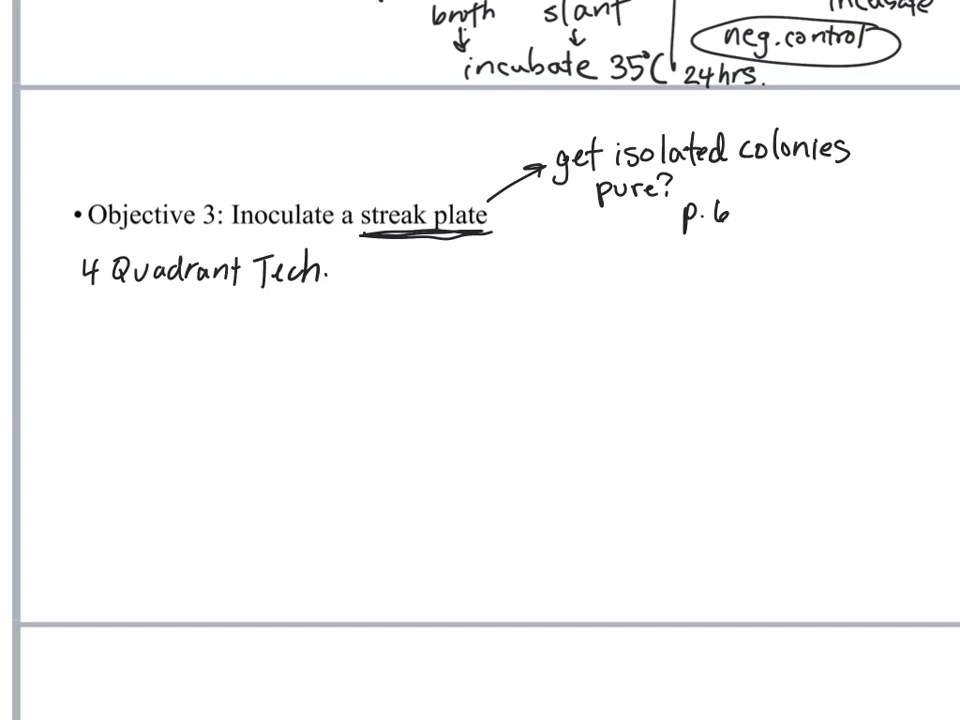 broth slant
incubate
neg. control
↓ ↓
incubate 35°C 24hrs.
get isolated colonies
pure?
p. 6
• Objective 3: Inoculate a streak plate
4 Quadrant Tech.